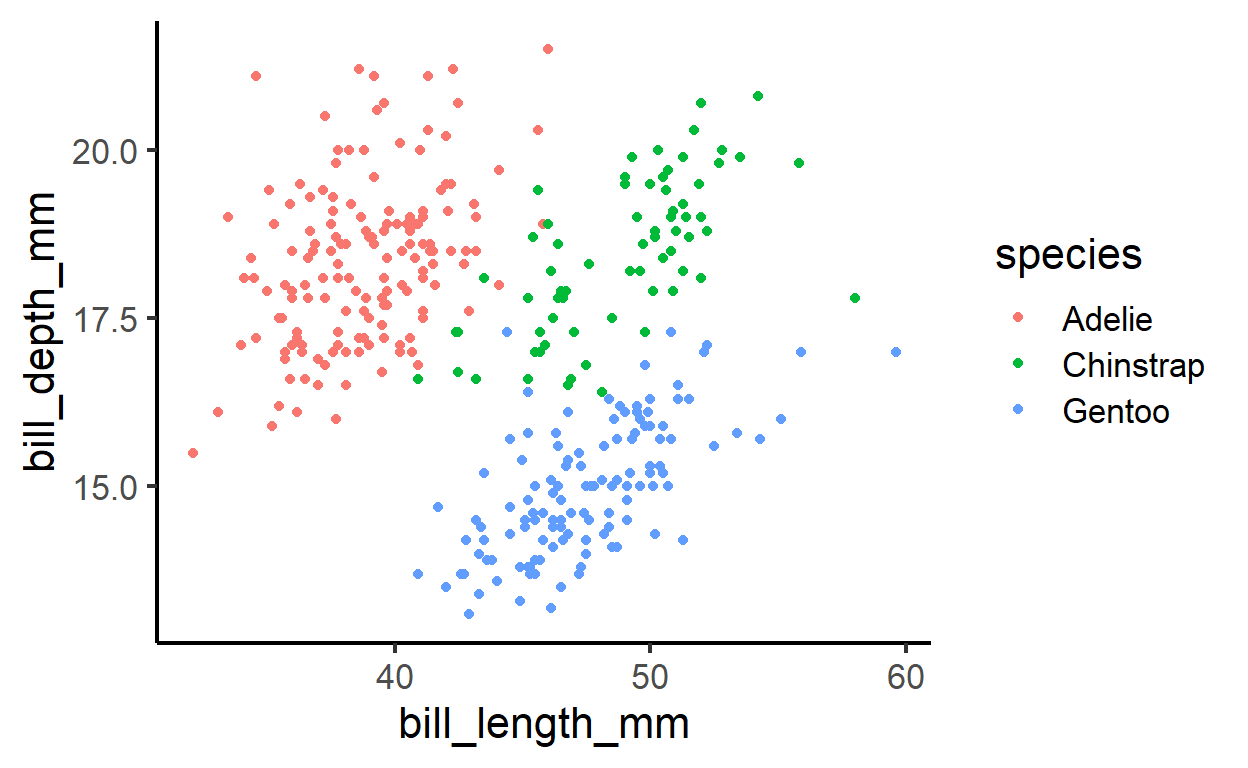 bill_depth_mm
20.0
17.5
15.0
40 50 60
bill_length_mm
species
Adelie
Chinstrap
Gentoo